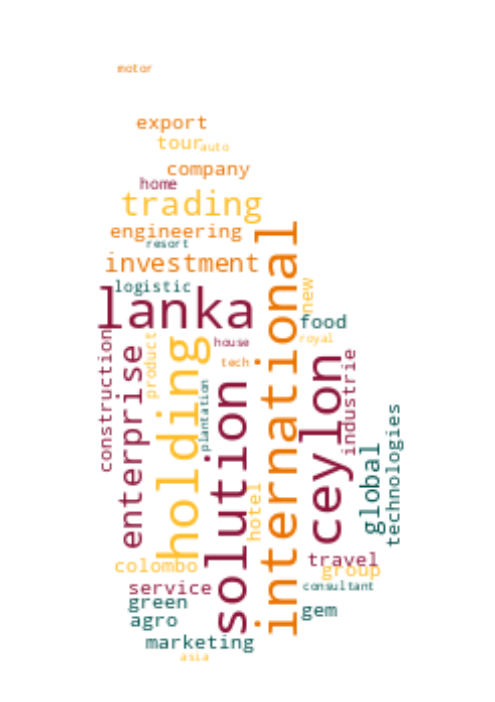 motor
export
tour
auto
company
home
trading
engineering
resort
investment
logistic
new
lanka
international
food
royal
construction
enterprise
product
holding
house
tech
plantation
solution
ceylon
industrie
hotel
global
technologies
colombo
travel
group
service
consultant
green
gem
agro
marketing
asia